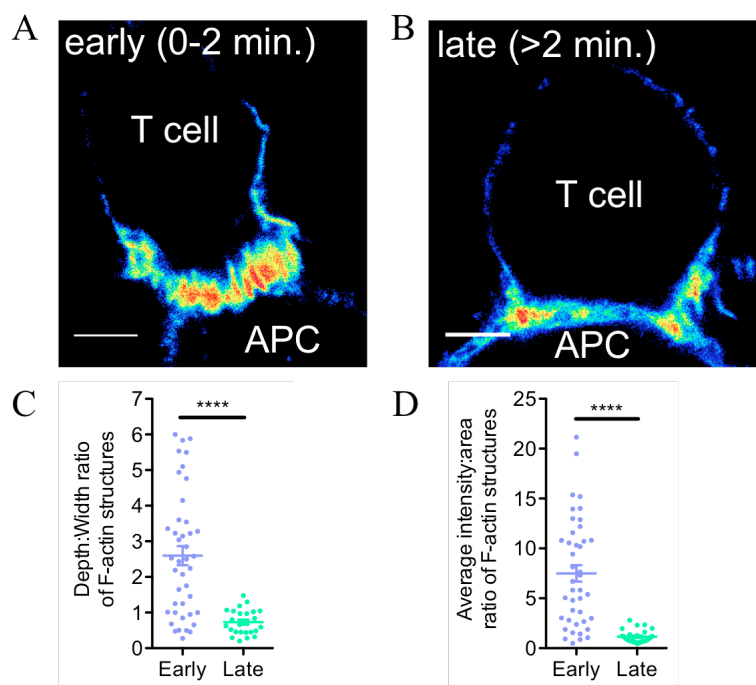 A
early (0-2 min.)
T cell
APC
B
late (>2 min.)
T cell
APC
C
Depth:Width ratio
of F-actin structures
7
6
5
4
3
2
1
0
****
Early Late
D
Average intensity:area
ratio of F-actin structures
25
20
15
10
5
0
****
Early Late